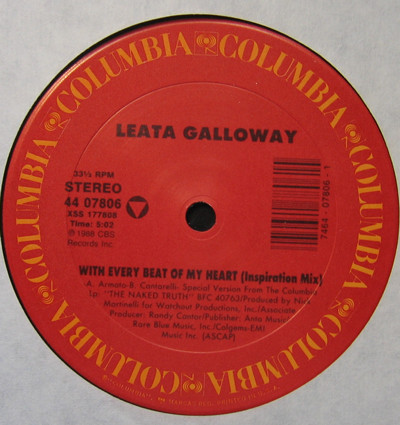 COLUMBIA COLUMBIA COLUMBIA COLUMBIA COLUMBIA COLUMBIA
LEATA GALLOWAY
33⅓ RPM
STEREO
44 07806
XSS 177808
Time: 5:02
℗ 1988 CBS
Records Inc.
7464 07806-1
WITH EVERY BEAT OF MY HEART (Inspiration Mix)
-A. Armato-B. Cantarelli- Special Version From The Columbia
Lp: "THE NAKED TRUTH" BFC 40763/Produced by Nick
Martinelli for Watchout Productions, Inc./Associate
Producer: Randy Cantor/Publisher: Anta Music
Rare Blue Music, Inc./Colgems-EMI
Music Inc. (ASCAP)